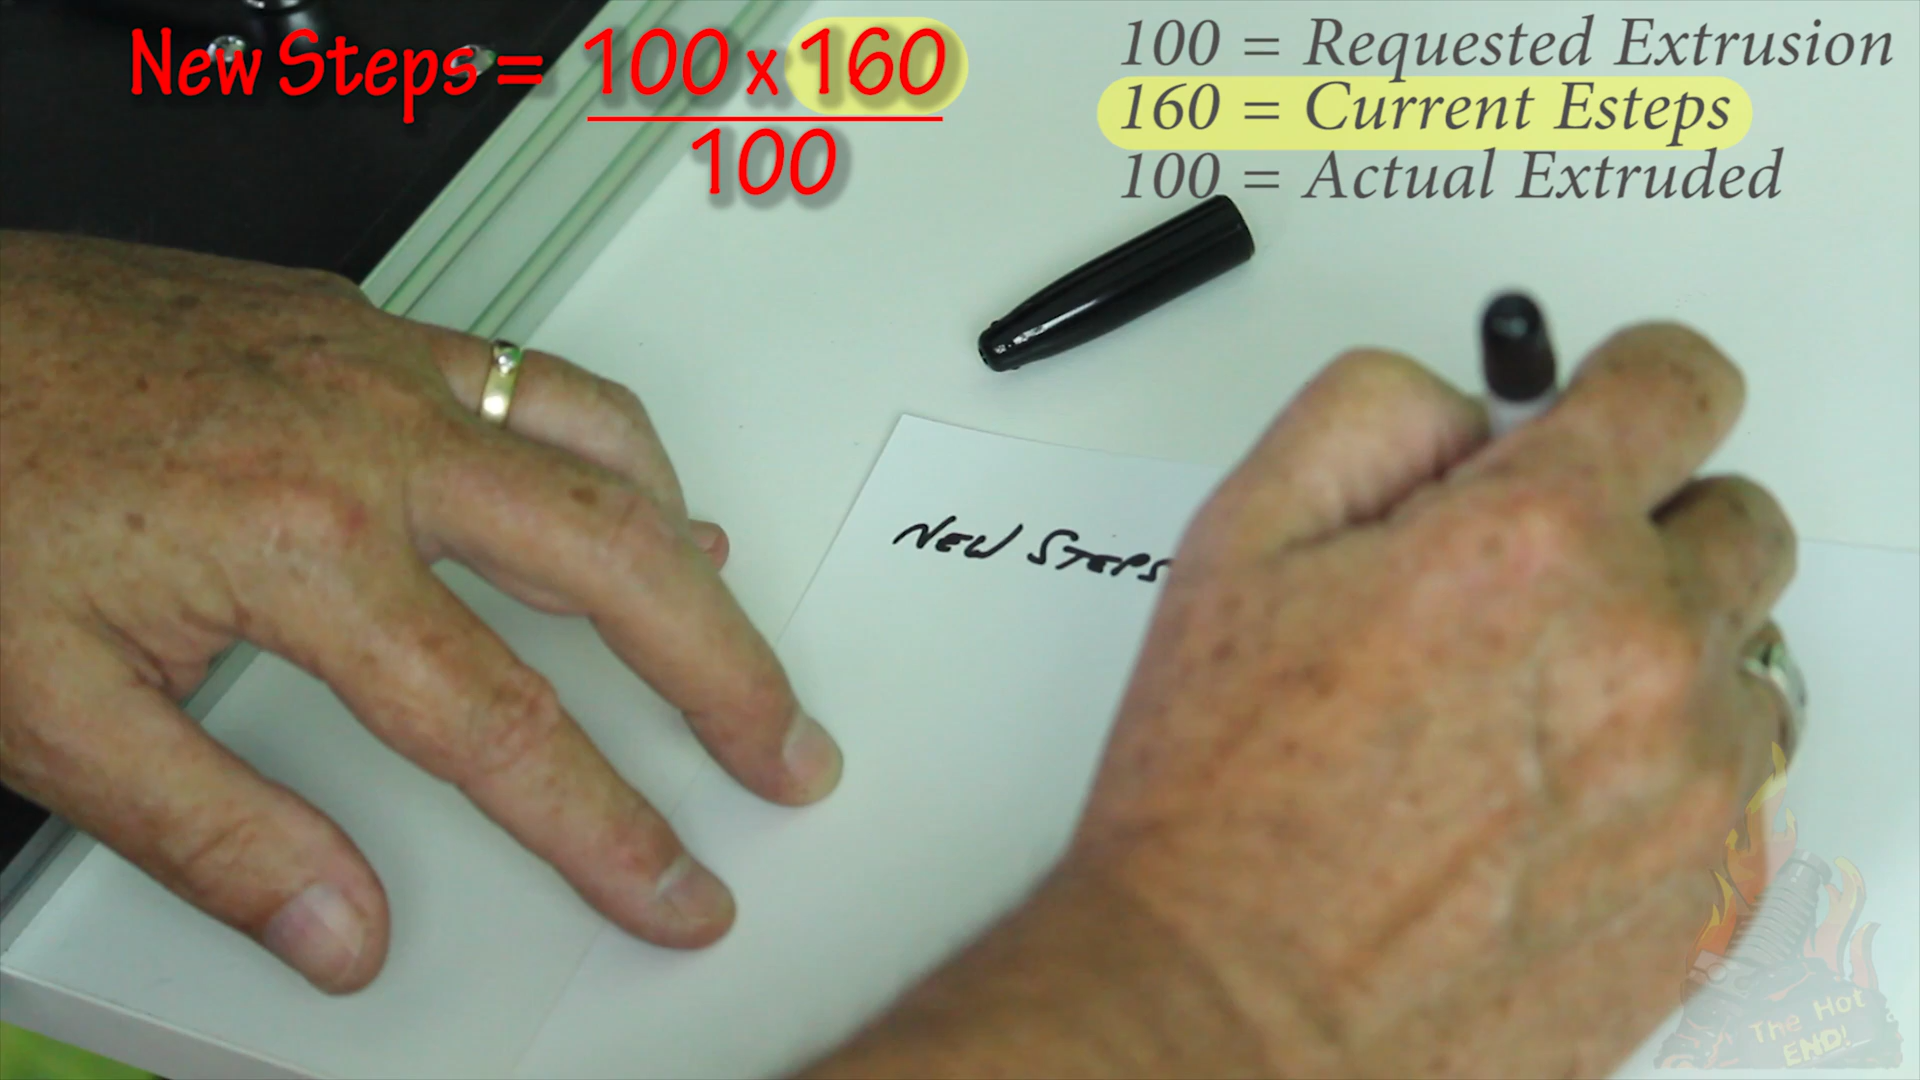 New Steps = 100 x 160
100
100 = Requested Extrusion
160 = Current Esteps
100 = Actual Extruded
NEW STEPS
The Hot
END!